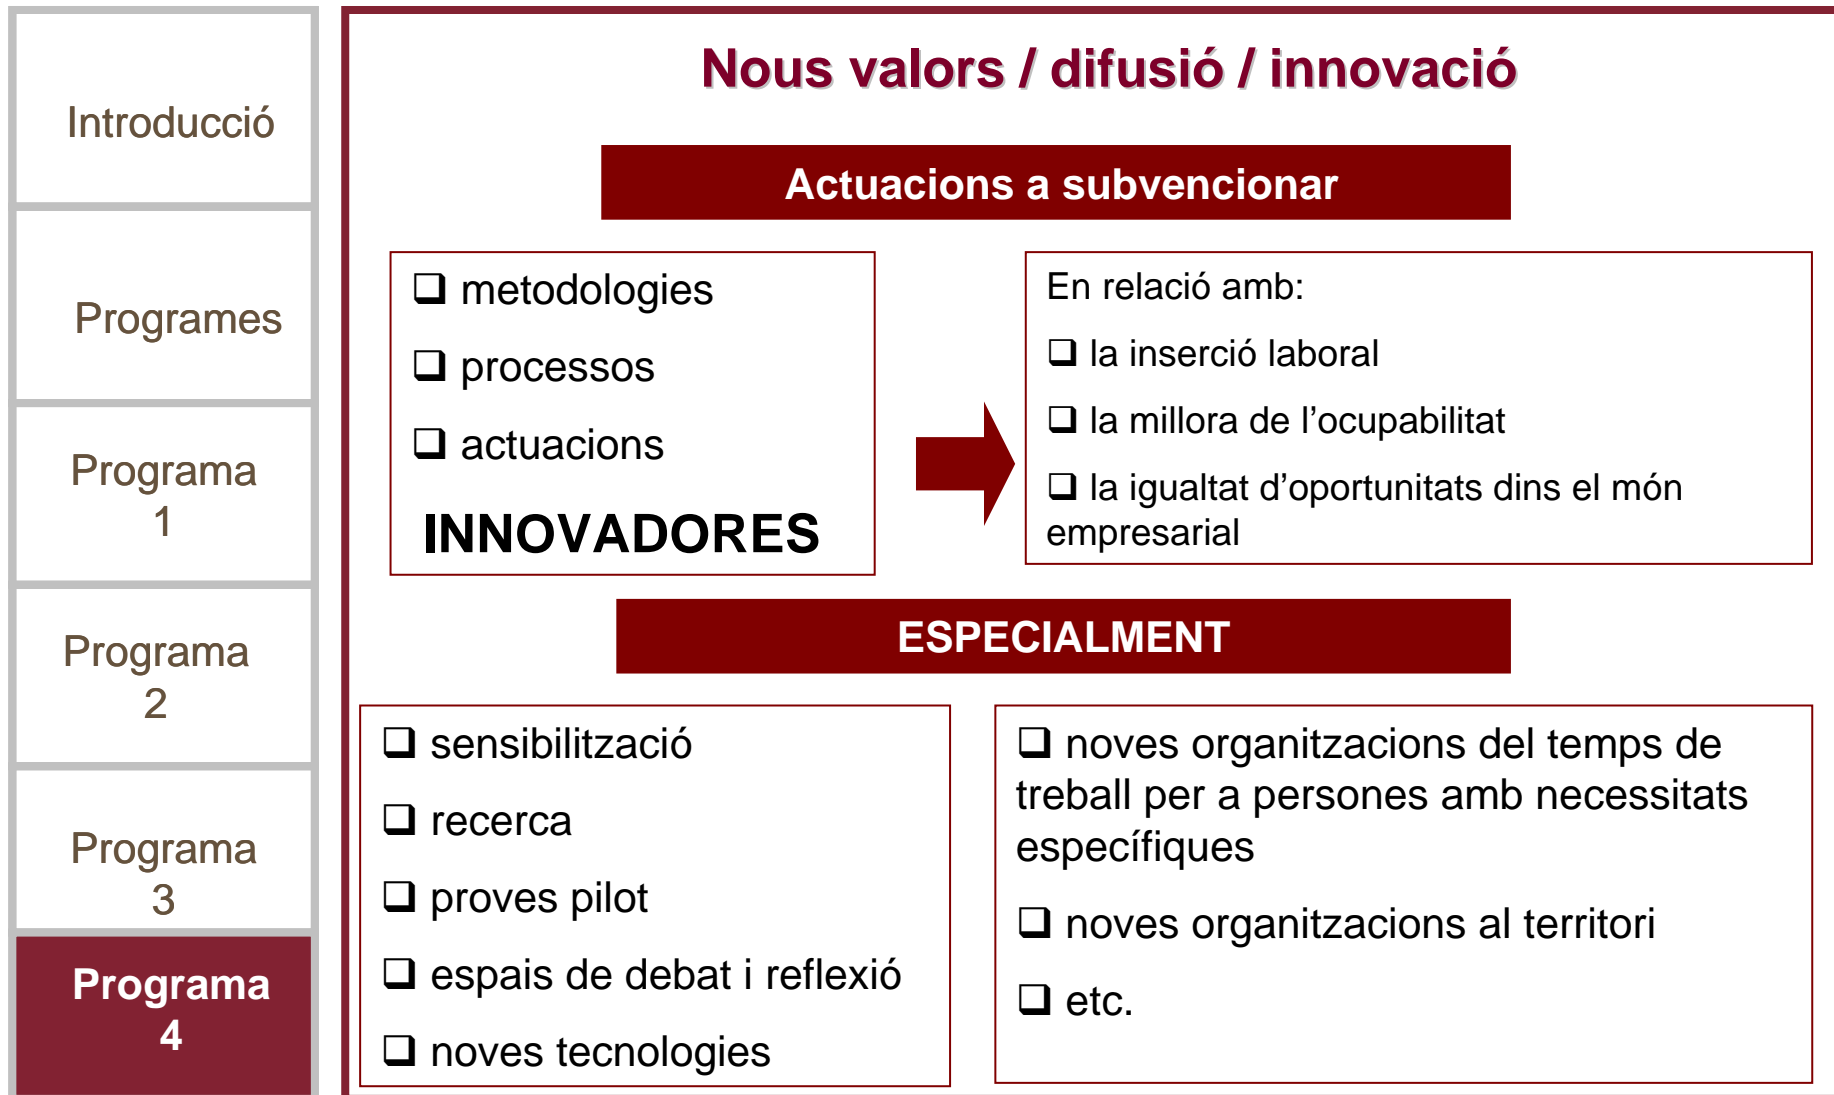 Introducció
Programes
Programa
1
Programa
2
Programa
3
Programa
4
Nous valors / difusió / innovació
Actuacions a subvencionar
❑ metodologies
❑ processos
❑ actuacions
INNOVADORES
En relació amb:
❑ la inserció laboral
❑ la millora de l’ocupabilitat
❑ la igualtat d’oportunitats dins el món
empresarial
ESPECIALMENT
❑ sensibilització
❑ recerca
❑ proves pilot
❑ espais de debat i reflexió
❑ noves tecnologies
❑ noves organitzacions del temps de
treball per a persones amb necessitats
específiques
❑ noves organitzacions al territori
❑ etc.